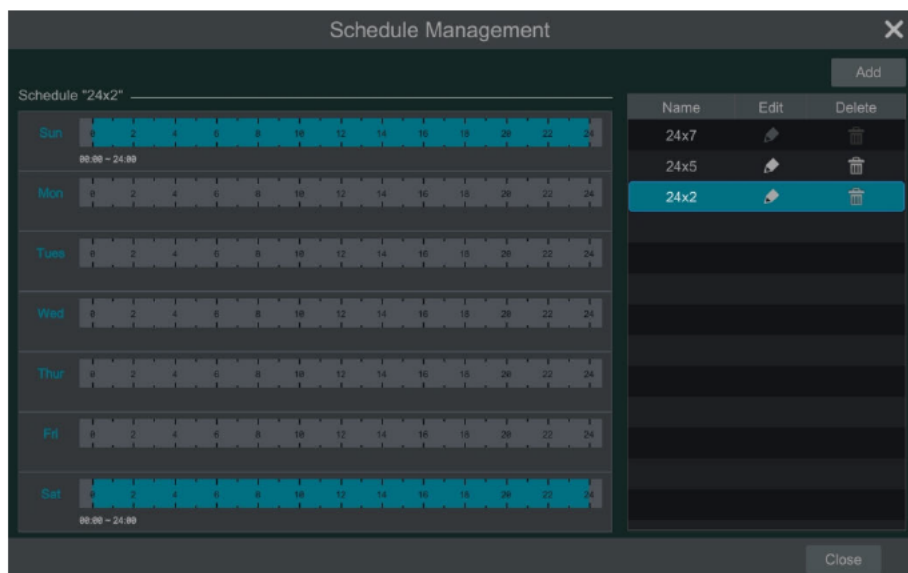 Schedule Management
Add
Schedule "24x2"
Sun 0 2 4 6 8 10 12 14 16 18 20 22 24
00:00 ~ 24:00
Mon 0 2 4 6 8 10 12 14 16 18 20 22 24
Tues 0 2 4 6 8 10 12 14 16 18 20 22 24
Wed 0 2 4 6 8 10 12 14 16 18 20 22 24
Thur 0 2 4 6 8 10 12 14 16 18 20 22 24
Fri 0 2 4 6 8 10 12 14 16 18 20 22 24
Sat 0 2 4 6 8 10 12 14 16 18 20 22 24
00:00 ~ 24:00
Name Edit Delete
24x7
24x5
24x2
Close